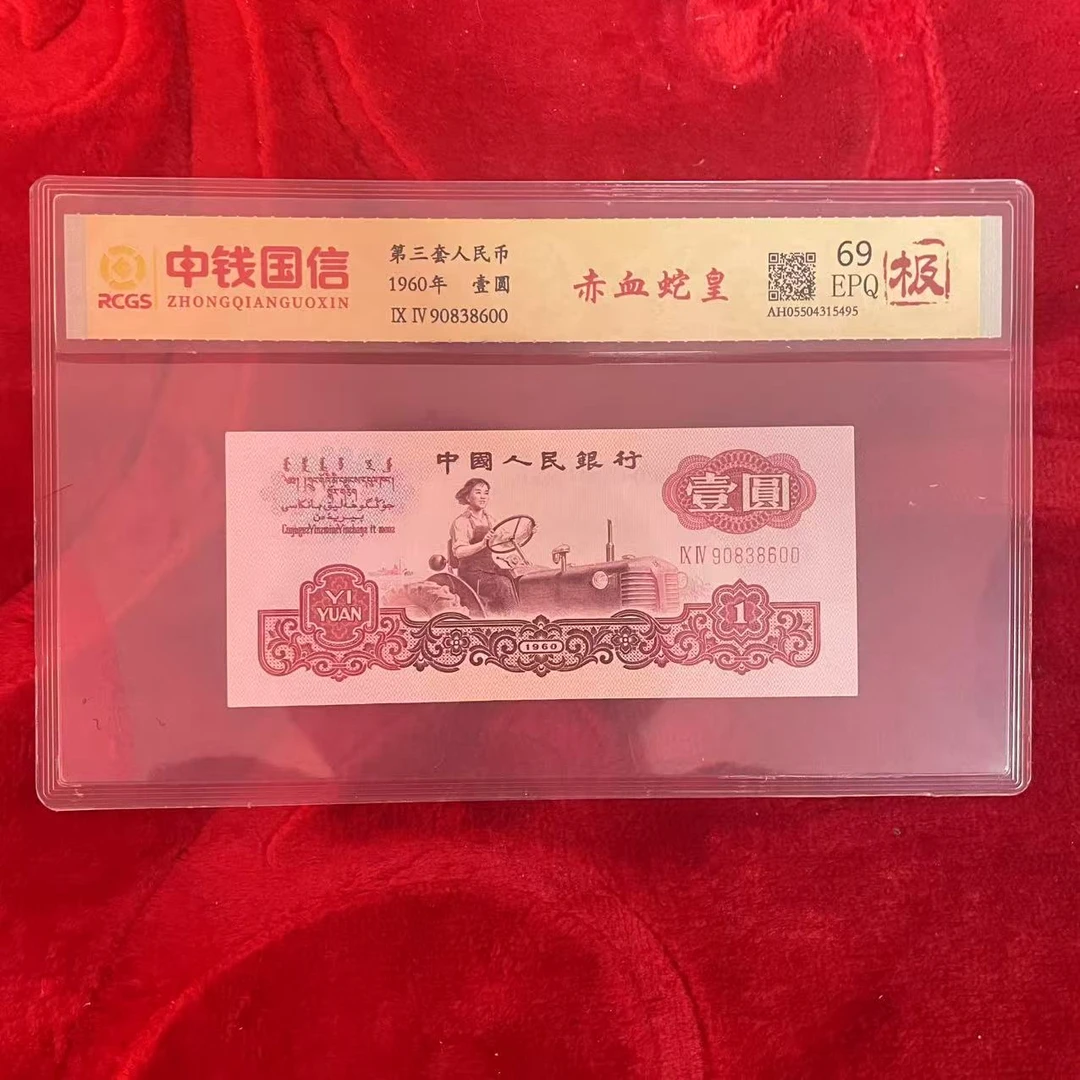 RCGS
中钱国信
ZHONGQIANGUOXIN
第三套人民币
1960年 壹圆
Ⅸ Ⅳ 90838600
赤血蛇皇
AH05504315495
69
EPQ
极
中國人民銀行
壹圓
Ⅸ Ⅳ 90838600
YI
YUAN
1960
1